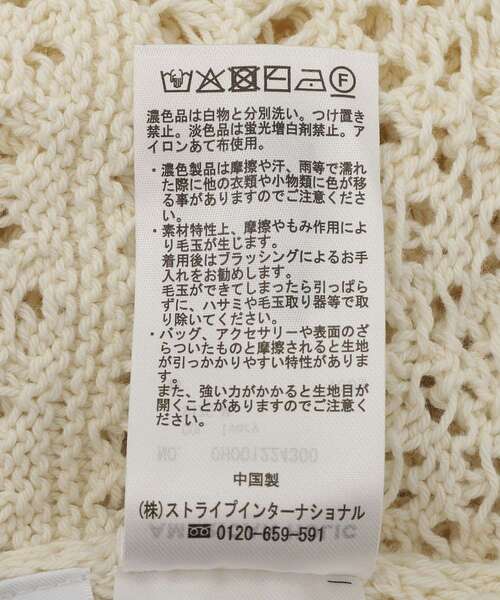 濃色品は白物と分別洗い。つけ置き
禁止。淡色品は蛍光増白剤禁止。ア
イロンあて布使用。
・濃色製品は摩擦や汗、雨等で濡れ
た際に他の衣類や小物類に色が移
る事がありますのでご注意くださ
い。
・素材特性上、摩擦やもみ作用によ
り毛玉が生じます。
着用後はブラッシングによるお手
入れをお勧めします。
毛玉ができてしまったら引っぱら
ずに、ハサミや毛玉取り器等で取
り除いてください。
・バッグ、アクセサリーや表面のざ
らついたものと摩擦されると生地
が引っかかりやすい特性がありま
す。
また、強い力がかかると生地目が
開くことがありますのでご注意く
ださい。
中国製
(株)ストライプインターナショナル
0120-659-591